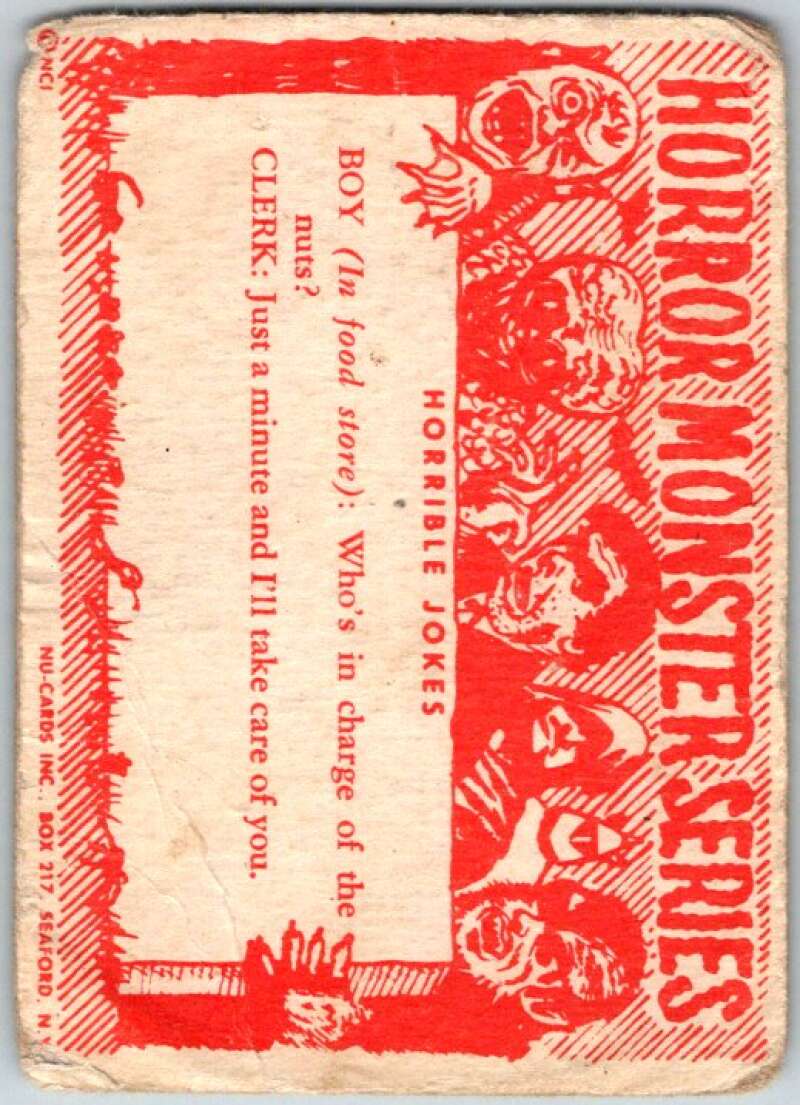 HORROR MONSTER SERIES
HORRIBLE JOKES
BOY (In food store): Who's in charge of the
nuts?
CLERK: Just a minute and I'll take care of you.
© NCI
NU-CARDS INC., BOX 217, SEAFORD, N.Y